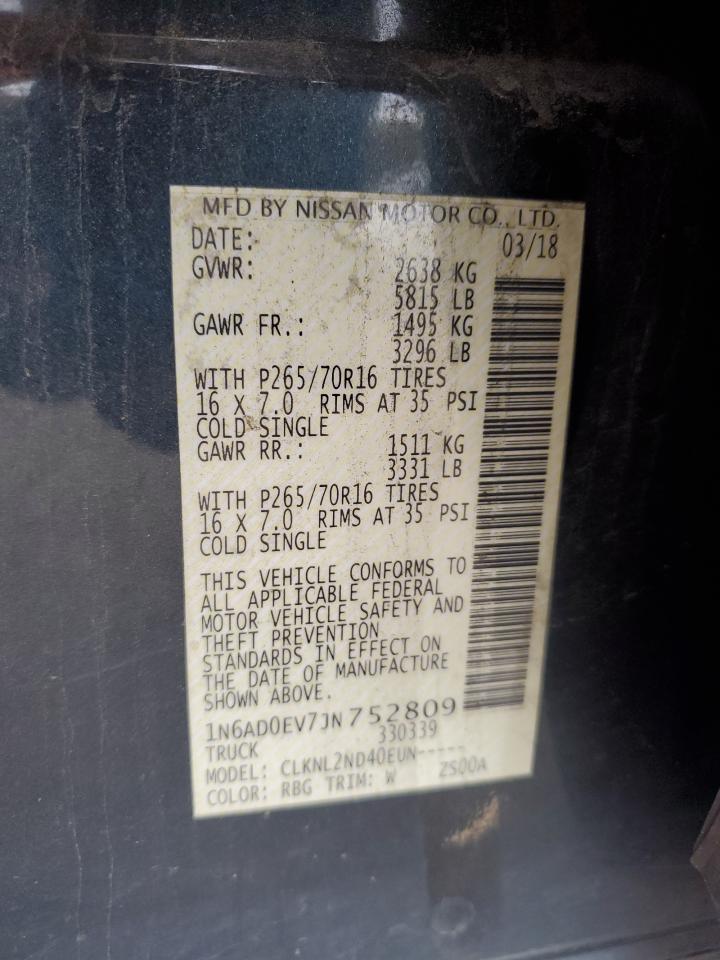 MFD BY NISSAN MOTOR CO., LTD.
DATE: 03/18
GVWR: 2638 KG
5815 LB
GAWR FR.: 1495 KG
3296 LB
WITH P265/70R16 TIRES
16 X 7.0 RIMS AT 35 PSI
COLD SINGLE
GAWR RR.: 1511 KG
3331 LB
WITH P265/70R16 TIRES
16 X 7.0 RIMS AT 35 PSI
COLD SINGLE
THIS VEHICLE CONFORMS TO
ALL APPLICABLE FEDERAL
MOTOR VEHICLE SAFETY AND
THEFT PREVENTION
STANDARDS IN EFFECT ON
THE DATE OF MANUFACTURE
SHOWN ABOVE.
1N6AD0EV7JN752809
TRUCK 330339
MODEL: CLKNL2ND40EUN-----
COLOR: RBG TRIM: W ZS00A